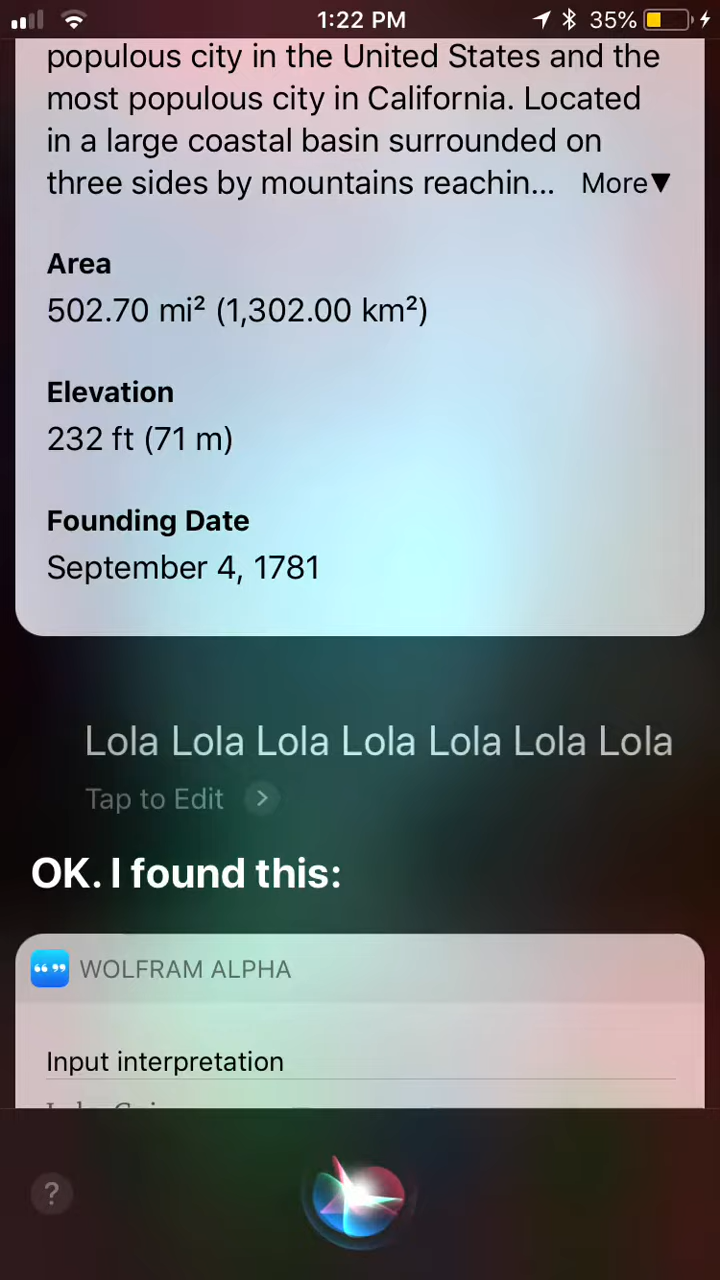 1:22 PM
35%
populous city in the United States and the
most populous city in California. Located
in a large coastal basin surrounded on
three sides by mountains reachin... More▼
Area
502.70 mi² (1,302.00 km²)
Elevation
232 ft (71 m)
Founding Date
September 4, 1781
Lola Lola Lola Lola Lola Lola Lola
Tap to Edit >
OK. I found this:
WOLFRAM ALPHA
Input interpretation
?